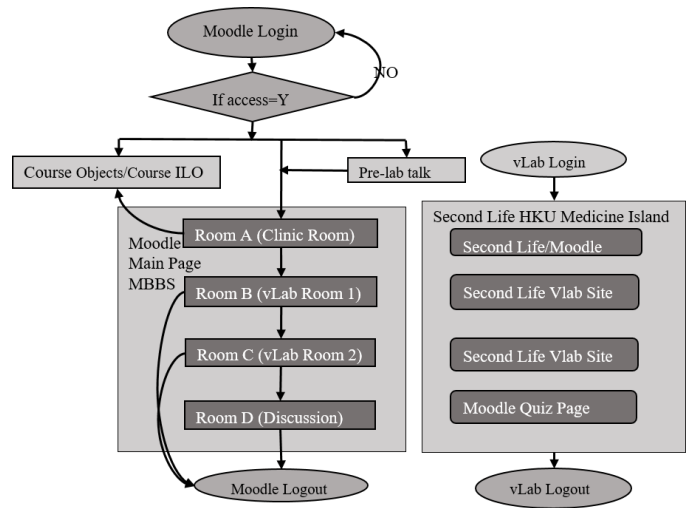 Moodle Login
NO
If access=Y
Course Objects/Course ILO
Pre-lab talk
vLab Login
Moodle
Main Page
MBBS
Room A (Clinic Room)
Room B (vLab Room 1)
Room C (vLab Room 2)
Room D (Discussion)
Moodle Logout
Second Life HKU Medicine Island
Second Life/Moodle
Second Life Vlab Site
Second Life Vlab Site
Moodle Quiz Page
vLab Logout